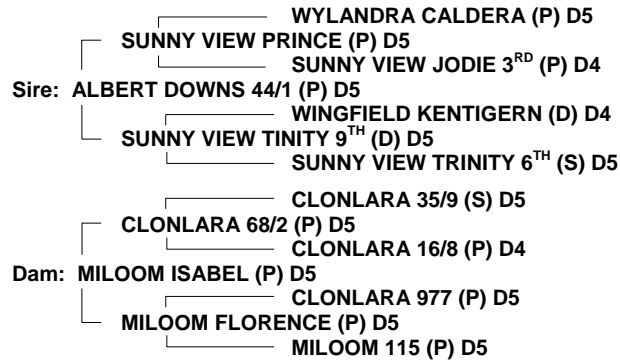 WYLANDRA CALDERA (P) D5
SUNNY VIEW PRINCE (P) D5
SUNNY VIEW JODIE 3RD (P) D4
Sire: ALBERT DOWNS 44/1 (P) D5
WINGFIELD KENTIGERN (D) D4
SUNNY VIEW TINITY 9TH (D) D5
SUNNY VIEW TRINITY 6TH (S) D5
CLONLARA 35/9 (S) D5
CLONLARA 68/2 (P) D5
CLONLARA 16/8 (P) D4
Dam: MILOOM ISABEL (P) D5
CLONLARA 977 (P) D5
MILOOM FLORENCE (P) D5
MILOOM 115 (P) D5